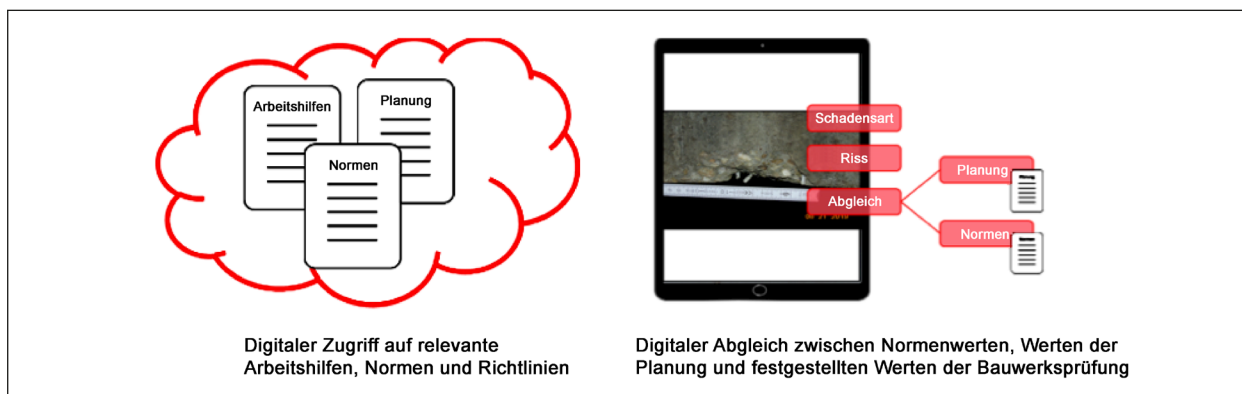 Arbeitshilfen
Planung
Normen
Schadensart
Riss
Abgleich
Planung
Normen
Digitaler Zugriff auf relevante
Arbeitshilfen, Normen und Richtlinien
Digitaler Abgleich zwischen Normenwerten, Werten der
Planung und festgestellten Werten der Bauwerksprüfung